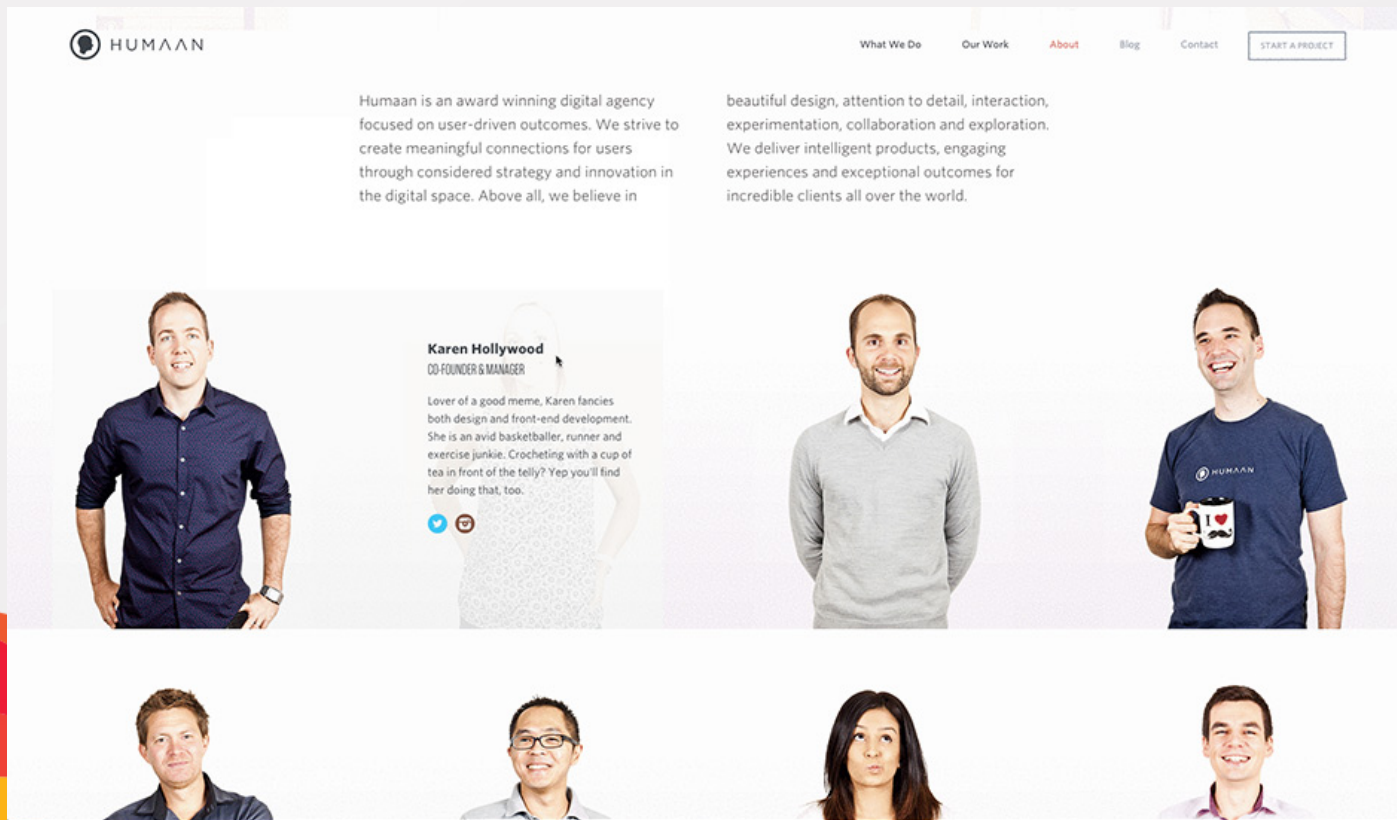 HUMAAN
What We Do
Our Work
About
Blog
Contact
START A PROJECT
Humaan is an award winning digital agency
focused on user-driven outcomes. We strive to
create meaningful connections for users
through considered strategy and innovation in
the digital space. Above all, we believe in
beautiful design, attention to detail, interaction,
experimentation, collaboration and exploration.
We deliver intelligent products, engaging
experiences and exceptional outcomes for
incredible clients all over the world.
Karen Hollywood
CO-FOUNDER & MANAGER
Lover of a good meme, Karen fancies
both design and front-end development.
She is an avid basketballer, runner and
exercise junkie. Crocheting with a cup of
tea in front of the telly? Yep you'll find
her doing that, too.
HUMAAN
I